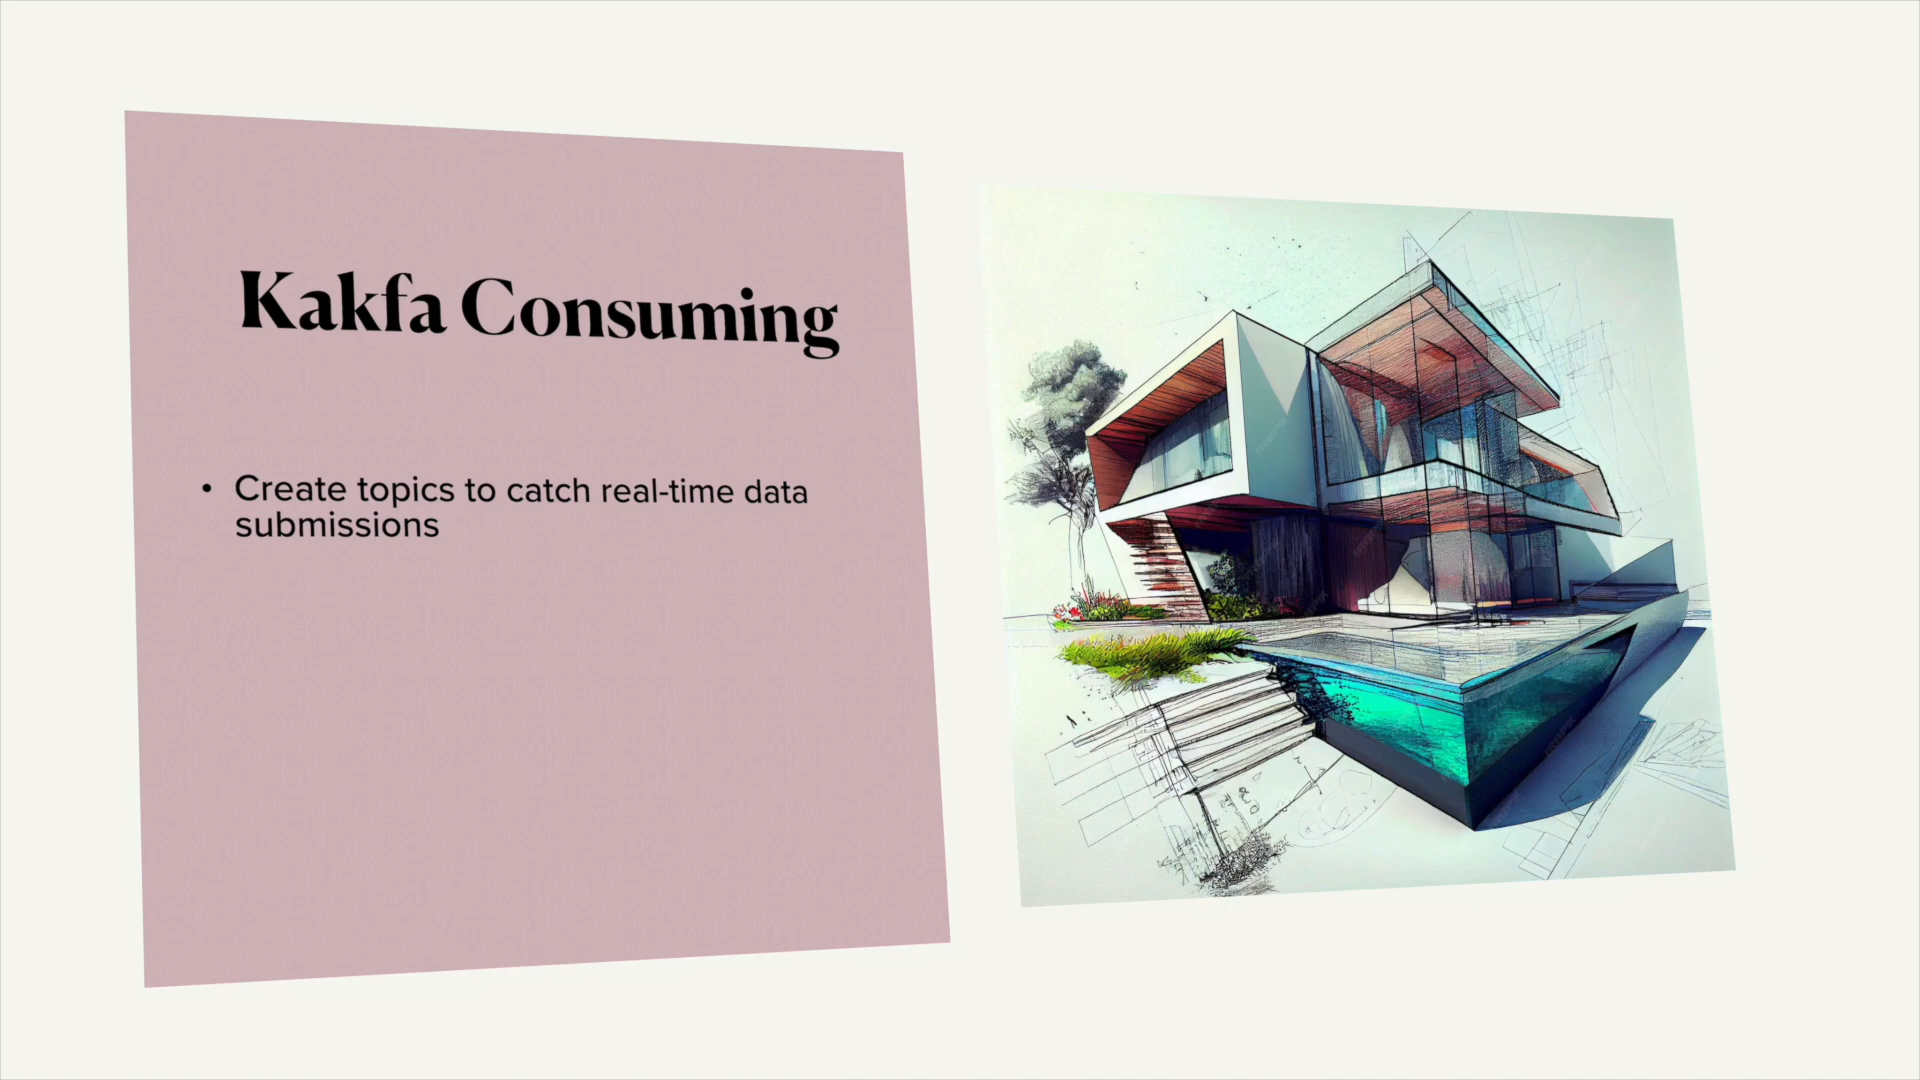 Kakfa Consuming
• Create topics to catch real-time data
submissions